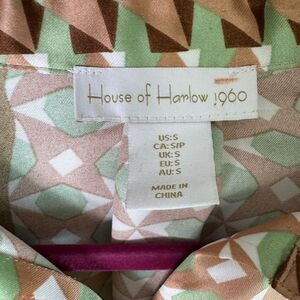 House of Harlow 1960
US:S
CA: S/P
UK:S
EU:S
AU:S
MADE IN
CHINA